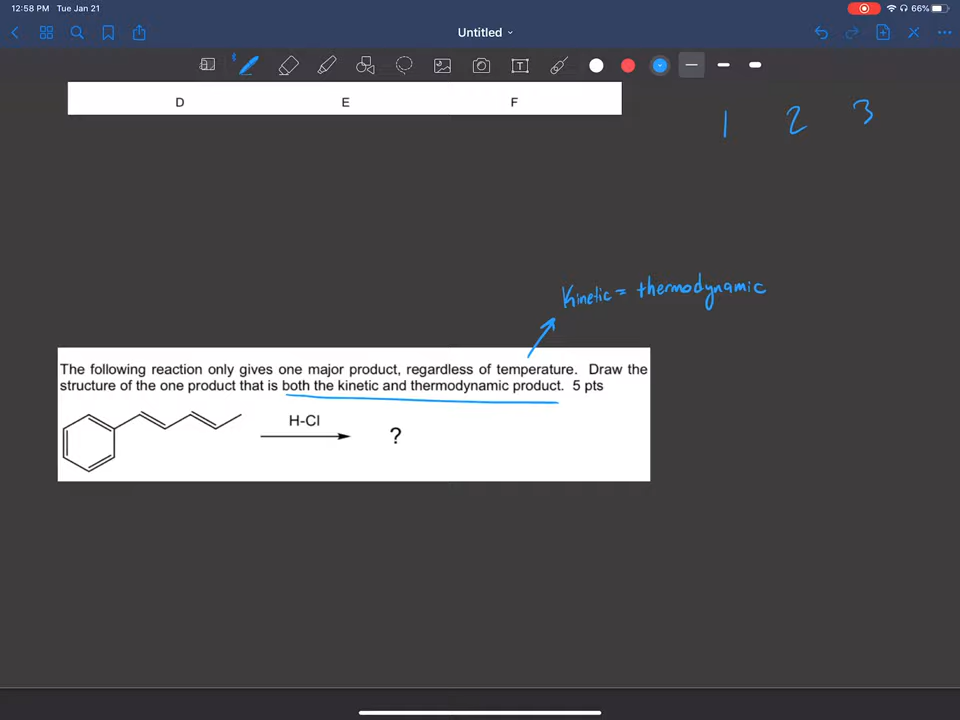 12:58 PM Tue Jan 21
66%
Untitled
T
D E F
1 2 3
Kinetic = thermodynamic
The following reaction only gives one major product, regardless of temperature. Draw the
structure of the one product that is both the kinetic and thermodynamic product. 5 pts
H-Cl
?